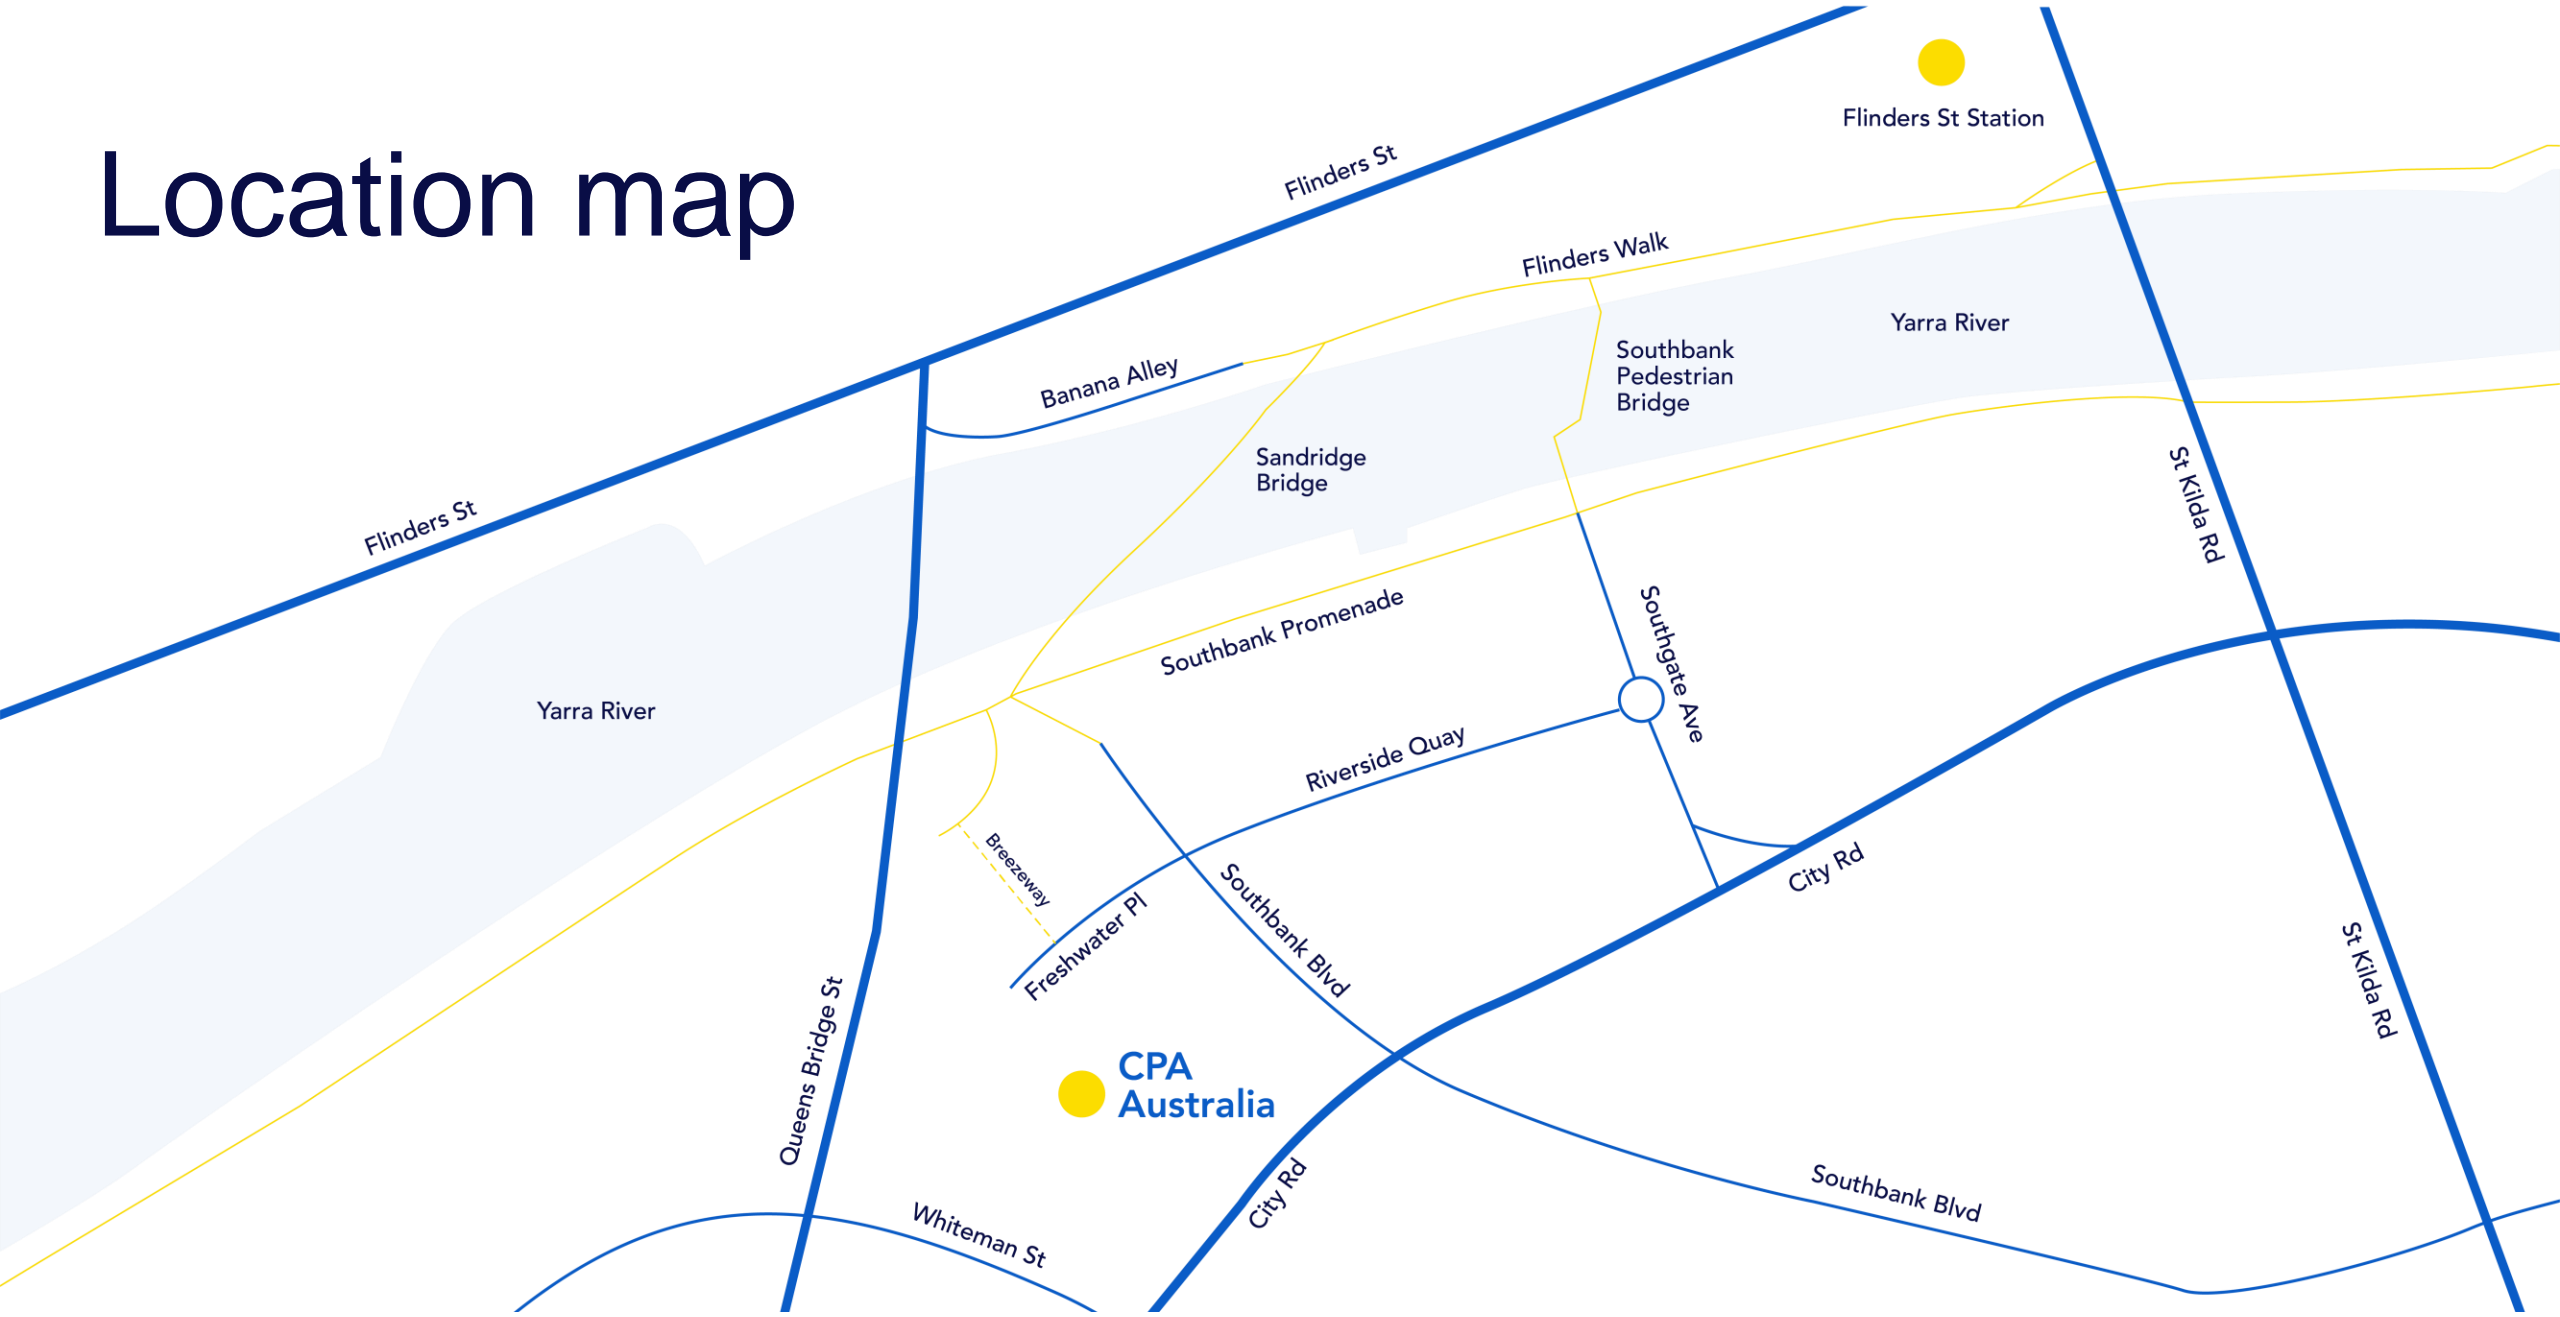 Location map
Flinders St Station
Flinders St
Flinders Walk
Yarra River
Southbank
Pedestrian
Bridge
Banana Alley
Sandridge
Bridge
St Kilda Rd
Flinders St
Southbank Promenade
Southgate Ave
Yarra River
Riverside Quay
Breezeway
City Rd
Freshwater Pl
Southbank Blvd
St Kilda Rd
Queens Bridge St
CPA
Australia
City Rd
Southbank Blvd
Whiteman St